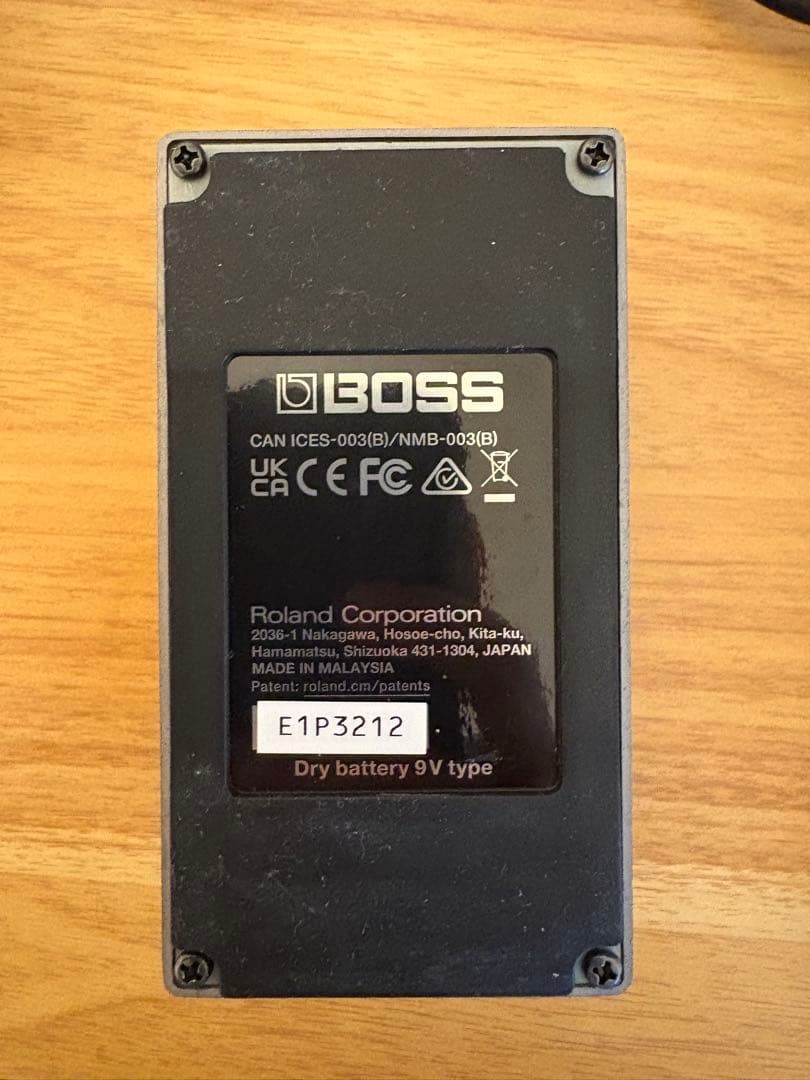 BOSS
CAN ICES-003(B)/NMB-003(B)
UK CA CE FC
Roland Corporation
2036-1 Nakagawa, Hosoe-cho, Kita-ku,
Hamamatsu, Shizuoka 431-1304, JAPAN
MADE IN MALAYSIA
Patent: roland.cm/patents
E1P3212
Dry battery 9V type